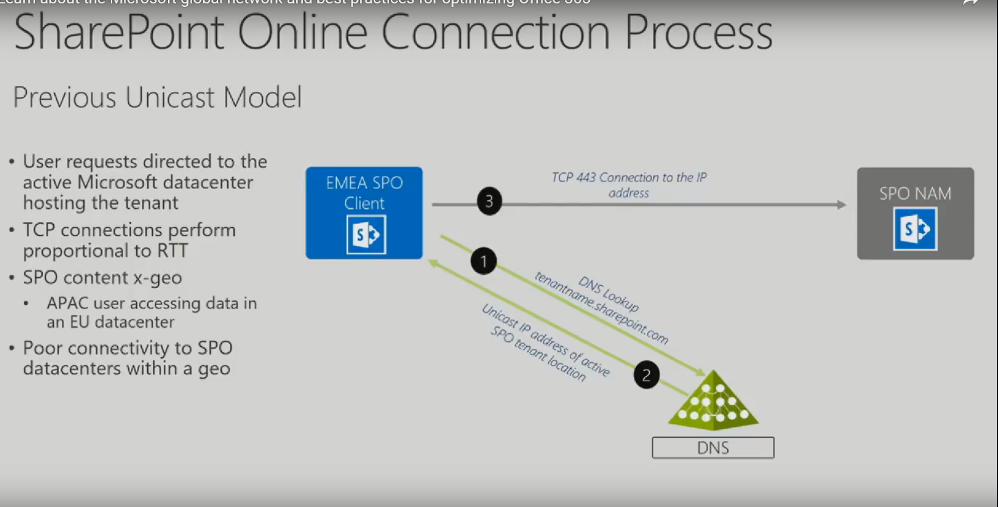 Learn about the Microsoft global network and best practices for optimizing Office 365
SharePoint Online Connection Process
Previous Unicast Model
• User requests directed to the
active Microsoft datacenter
hosting the tenant
• TCP connections perform
proportional to RTT
• SPO content x-geo
• APAC user accessing data in
an EU datacenter
• Poor connectivity to SPO
datacenters within a geo
EMEA SPO
Client
S
3
TCP 443 Connection to the IP
address
SPO NAM
S
1
DNS Lookup
tenantname.sharepoint.com
Unicast IP address of active
SPO tenant location
2
DNS